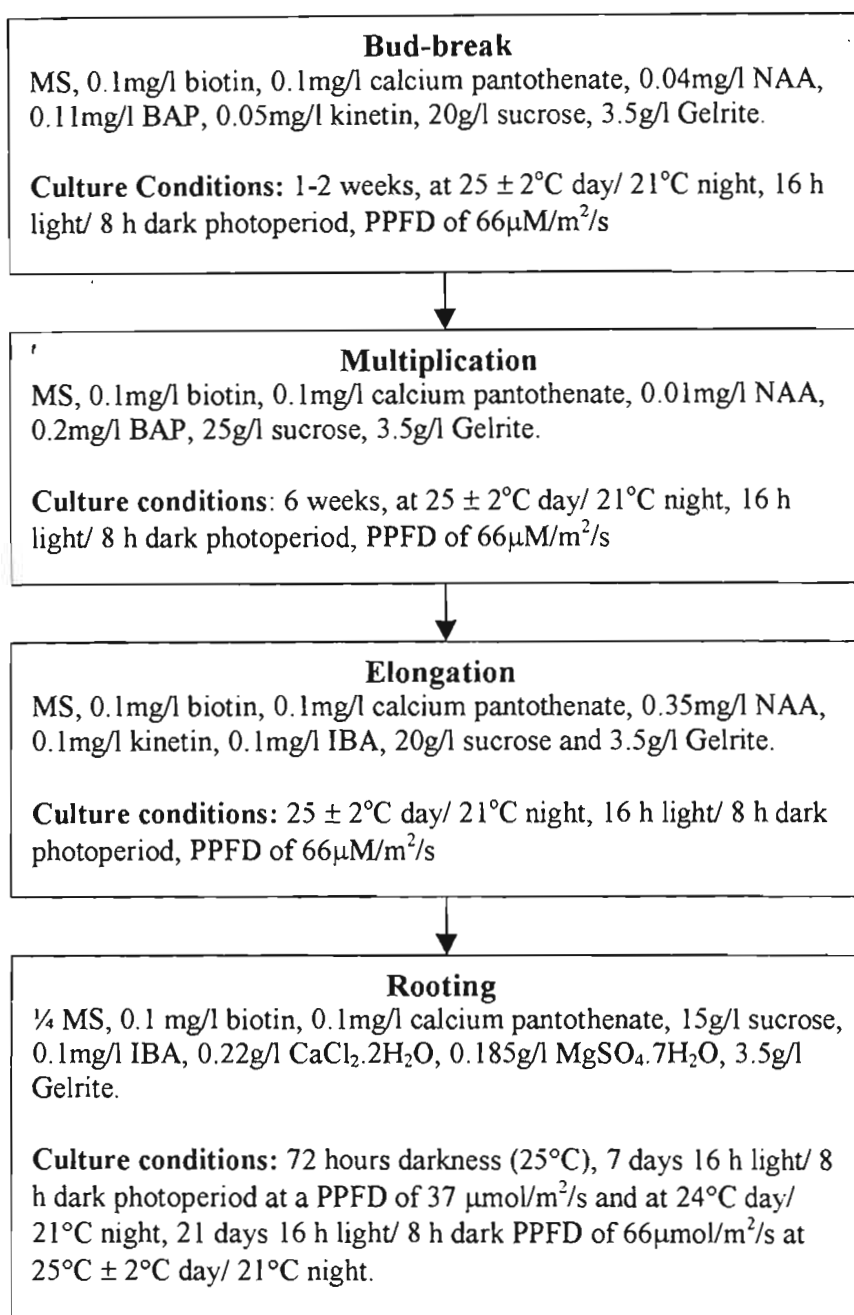 Bud-break
MS, 0.1mg/l biotin, 0.1mg/l calcium pantothenate, 0.04mg/l NAA,
0.11mg/l BAP, 0.05mg/l kinetin, 20g/l sucrose, 3.5g/l Gelrite.
Culture Conditions: 1-2 weeks, at 25 ± 2°C day/ 21°C night, 16 h
light/ 8 h dark photoperiod, PPFD of 66µM/m²/s
Multiplication
MS, 0.1mg/l biotin, 0.1mg/l calcium pantothenate, 0.01mg/l NAA,
0.2mg/l BAP, 25g/l sucrose, 3.5g/l Gelrite.
Culture conditions: 6 weeks, at 25 ± 2°C day/ 21°C night, 16 h
light/ 8 h dark photoperiod, PPFD of 66µM/m²/s
Elongation
MS, 0.1mg/l biotin, 0.1mg/l calcium pantothenate, 0.35mg/l NAA,
0.1mg/l kinetin, 0.1mg/l IBA, 20g/l sucrose and 3.5g/l Gelrite.
Culture conditions: 25 ± 2°C day/ 21°C night, 16 h light/ 8 h dark
photoperiod, PPFD of 66µM/m²/s
Rooting
¼ MS, 0.1 mg/l biotin, 0.1mg/l calcium pantothenate, 15g/l sucrose,
0.1mg/l IBA, 0.22g/l CaCl₂.2H₂O, 0.185g/l MgSO₄.7H₂O, 3.5g/l
Gelrite.
Culture conditions: 72 hours darkness (25°C), 7 days 16 h light/ 8
h dark photoperiod at a PPFD of 37 µmol/m²/s and at 24°C day/
21°C night, 21 days 16 h light/ 8 h dark PPFD of 66µmol/m²/s at
25°C ± 2°C day/ 21°C night.